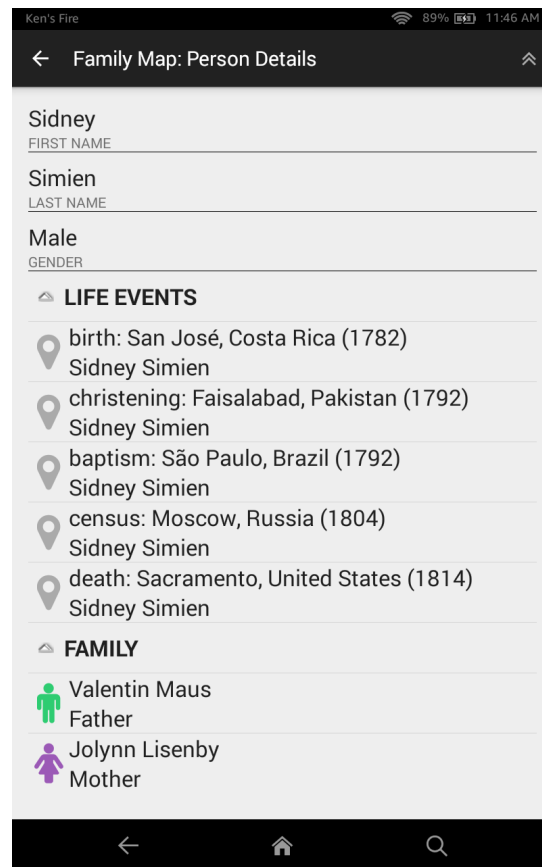 Ken's Fire 89% 11:46 AM
Family Map: Person Details
Sidney
FIRST NAME
Simien
LAST NAME
Male
GENDER
LIFE EVENTS
birth: San José, Costa Rica (1782)
Sidney Simien
christening: Faisalabad, Pakistan (1792)
Sidney Simien
baptism: São Paulo, Brazil (1792)
Sidney Simien
census: Moscow, Russia (1804)
Sidney Simien
death: Sacramento, United States (1814)
Sidney Simien
FAMILY
Valentin Maus
Father
Jolynn Lisenby
Mother